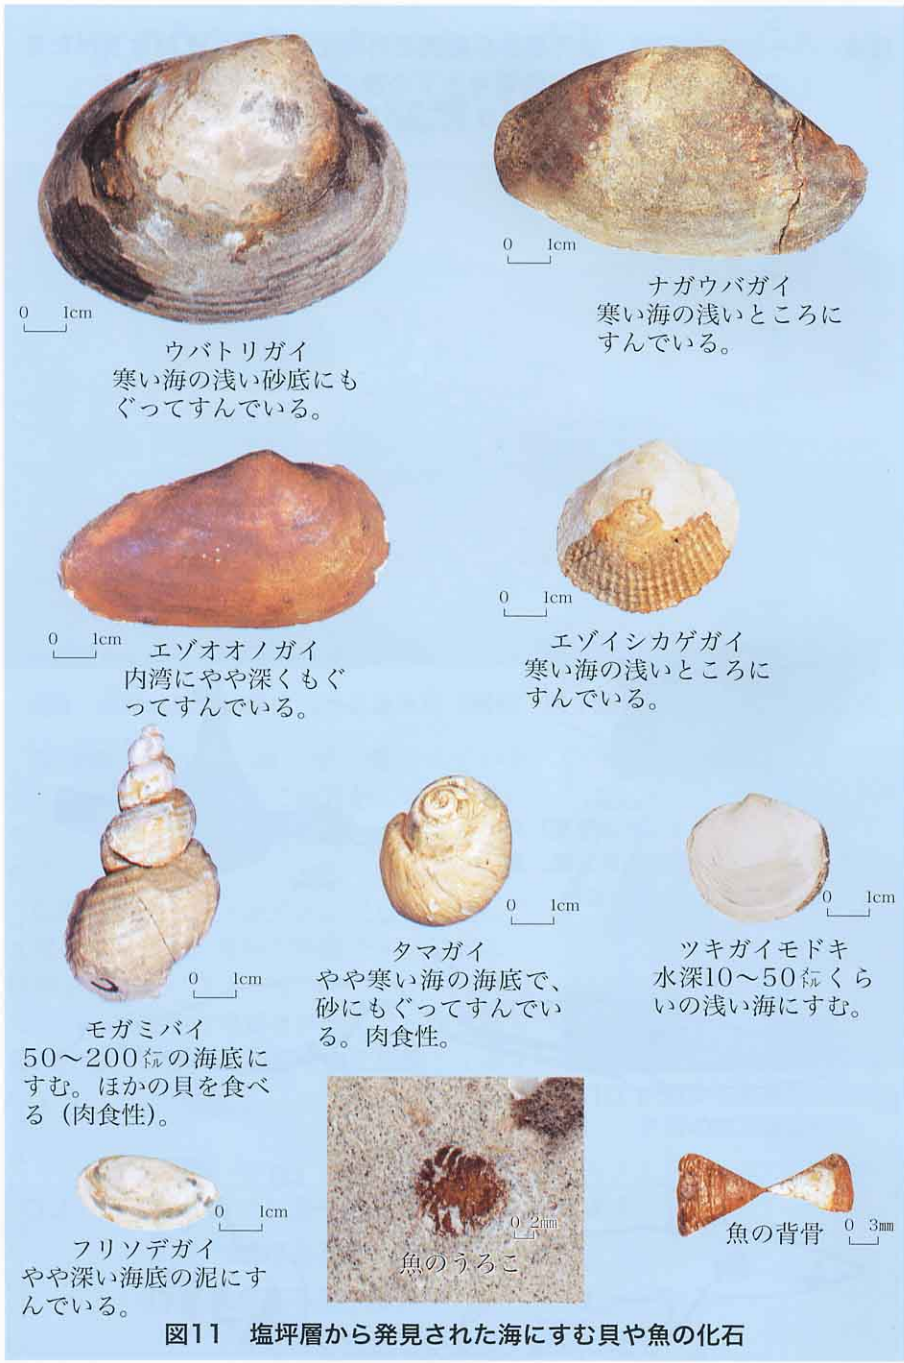 0 1cm
ウバトリガイ
寒い海の浅い砂底にも
ぐってすんでいる。
0 1cm
ナガウバガイ
寒い海の浅いところに
すんでいる。
0 1cm
エゾオオノガイ
内湾にやや深くもぐ
ってすんでいる。
0 1cm
エゾイシカゲガイ
寒い海の浅いところに
すんでいる。
0 1cm
モガミバイ
50〜200㍍の海底に
すむ。ほかの貝を食べ
る（肉食性）。
0 1cm
タマガイ
やや寒い海の海底で、
砂にもぐってすんでい
る。肉食性。
0 1cm
ツキガイモドキ
水深10〜50㍍くら
いの浅い海にすむ。
0 1cm
フリソデガイ
やや深い海底の泥にす
んでいる。
0 2㎜
魚のうろこ
魚の背骨
0 3㎜
図11 塩坪層から発見された海にすむ貝や魚の化石